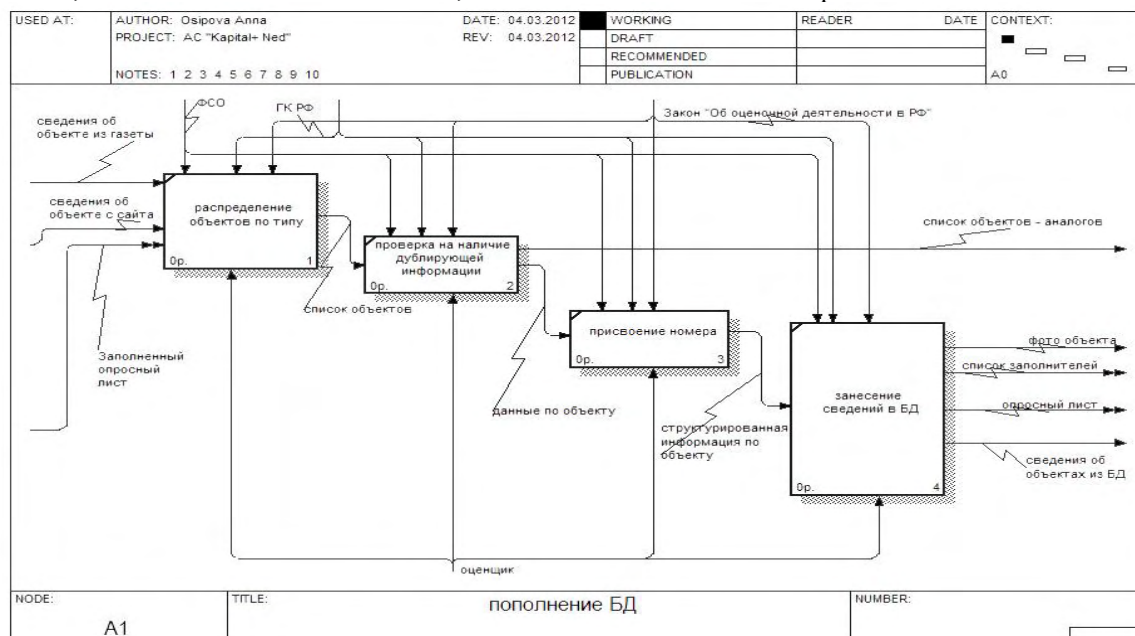 USED AT:
AUTHOR: Osipova Anna
DATE: 04.03.2012
WORKING
READER
DATE
CONTEXT:
PROJECT: AC "Kapital+ Ned"
REV: 04.03.2012
DRAFT
RECOMMENDED
NOTES: 1 2 3 4 5 6 7 8 9 10
PUBLICATION
A0
ФСО
ГК РФ
Закон "Об оценочной деятельности в РФ"
сведения об
объекте из газеты
сведения об
объекте с сайта
распределение
объектов по типу
0р.
1
список объектов - аналогов
проверка на наличие
дублирующей
информации
0р.
2
список объектов
Заполненный
опросный
лист
присвоение номера
0р.
3
фото объекта
список заполнителей
данные по объекту
занесение
сведений в БД
0р.
4
опросный лист
структурированная
информация по
объекту
сведения об
объектах из БД
оценщик
NODE:
TITLE:
пополнение БД
NUMBER:
A1